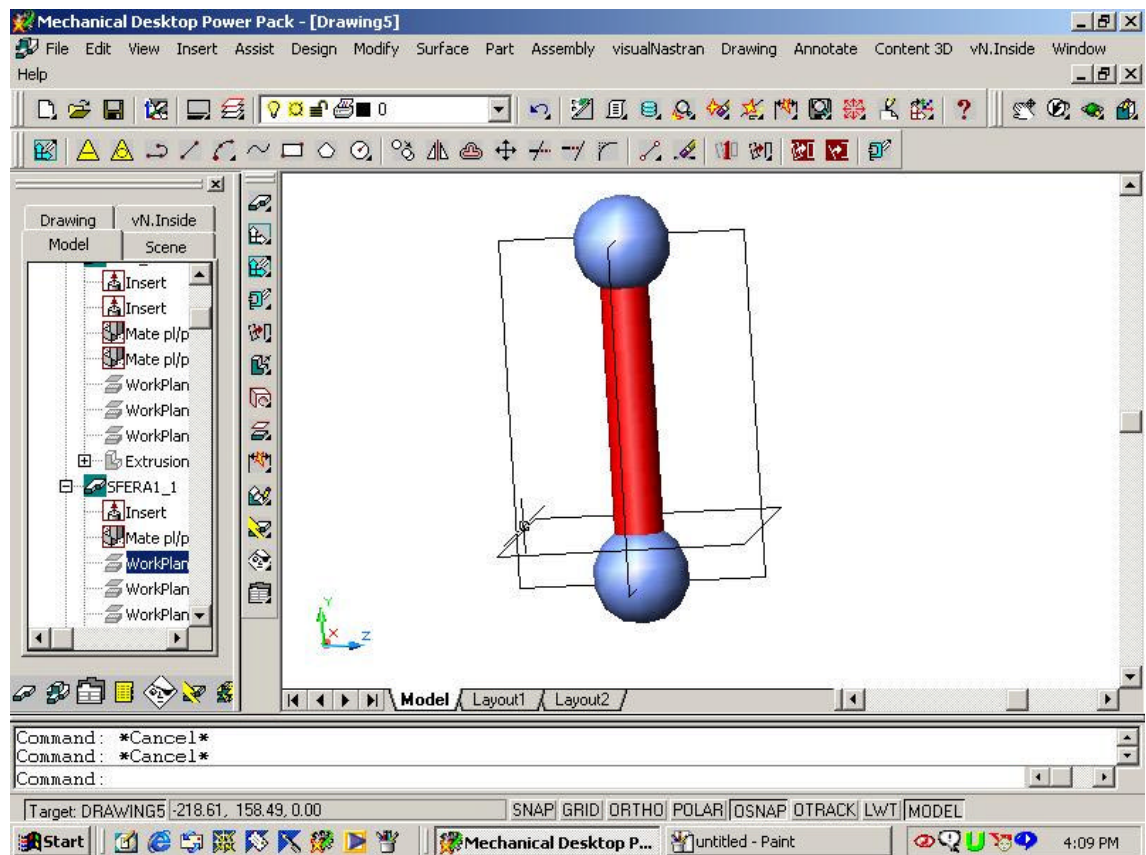 Mechanical Desktop Power Pack - [Drawing5]
File Edit View Insert Assist Design Modify Surface Part Assembly visualNastran Drawing Annotate Content 3D vN.Inside Window
Help
0
Drawing vN.Inside
Model Scene
Insert
Insert
Mate pl/p
Mate pl/p
WorkPlan
WorkPlan
WorkPlan
Extrusion
SFERA1_1
Insert
Mate pl/p
WorkPlan
WorkPlan
WorkPlan
Y
X Z
Model Layout1 Layout2
Command: *Cancel*
Command: *Cancel*
Command:
Target: DRAWING5 -218.61, 158.49, 0.00 SNAP GRID ORTHO POLAR OSNAP OTRACK LWT MODEL
Start Mechanical Desktop P... untitled - Paint 4:09 PM